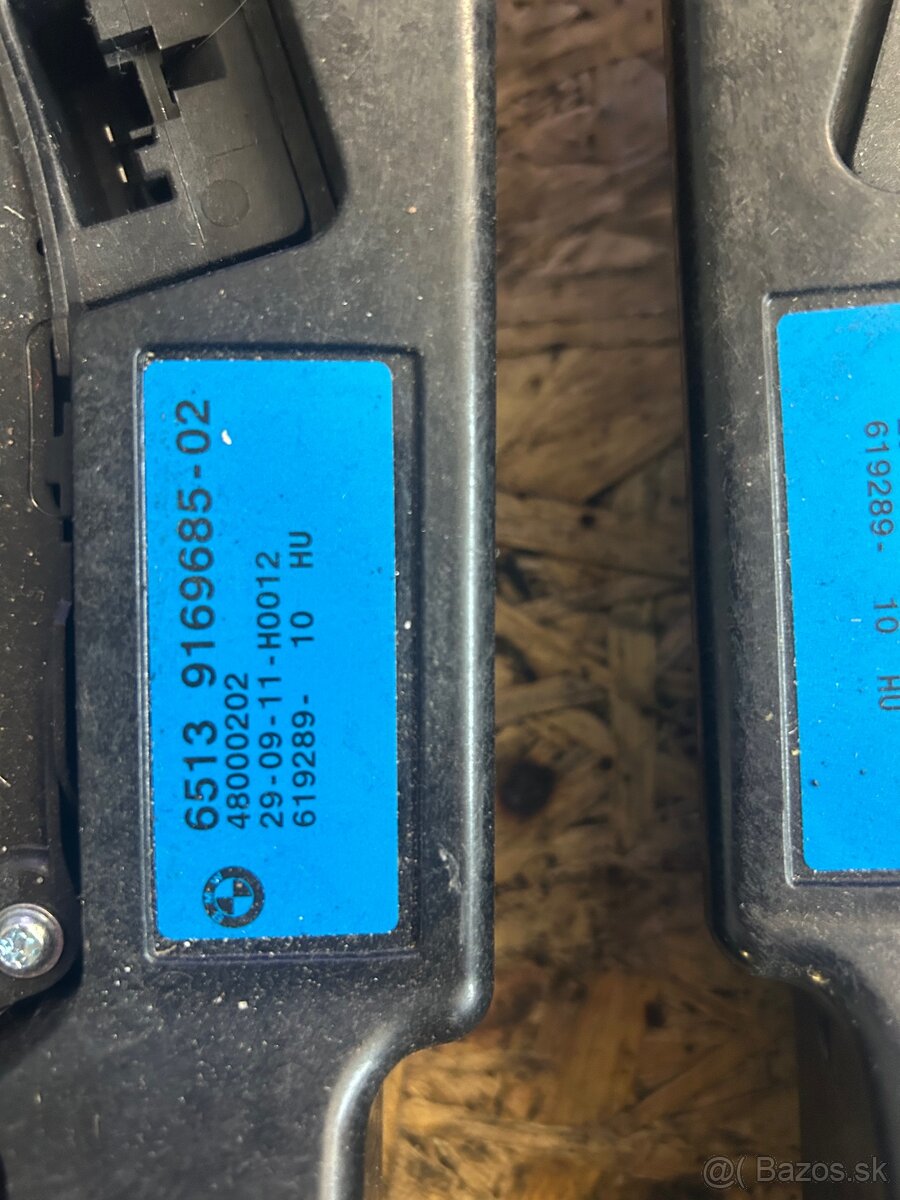 6513 9169685-02
48000202
29-09-11-H0012
619289- 10 HU
619289- 10 HU
@( Bazos.sk